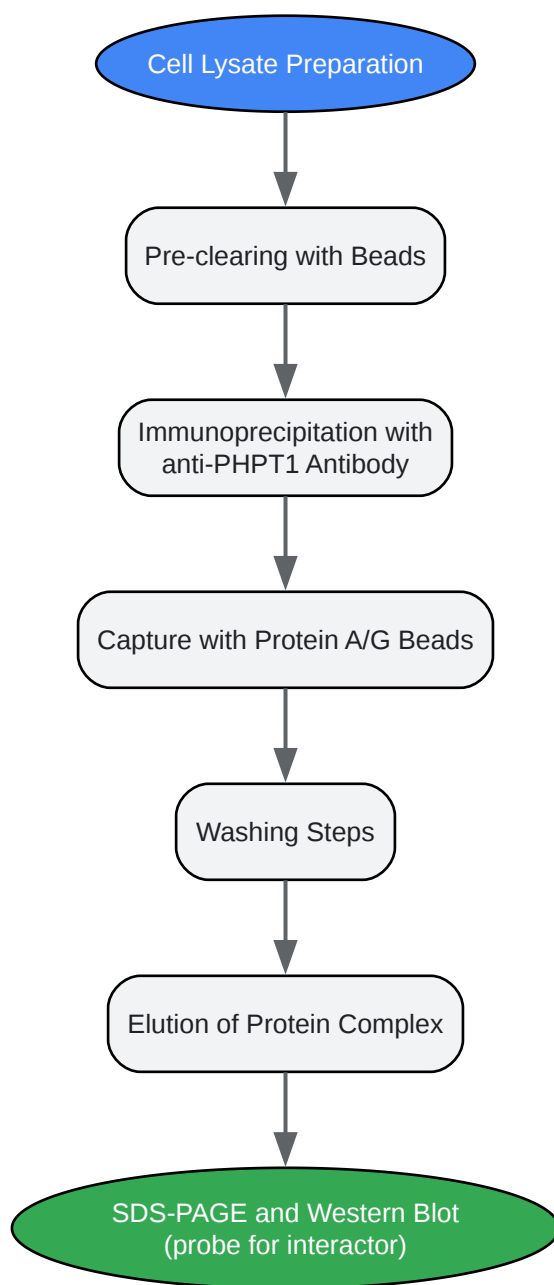 Cell Lysate Preparation
Pre-clearing with Beads
Immunoprecipitation with
anti-PHPT1 Antibody
Capture with Protein A/G Beads
Washing Steps
Elution of Protein Complex
SDS-PAGE and Western Blot
(probe for interactor)